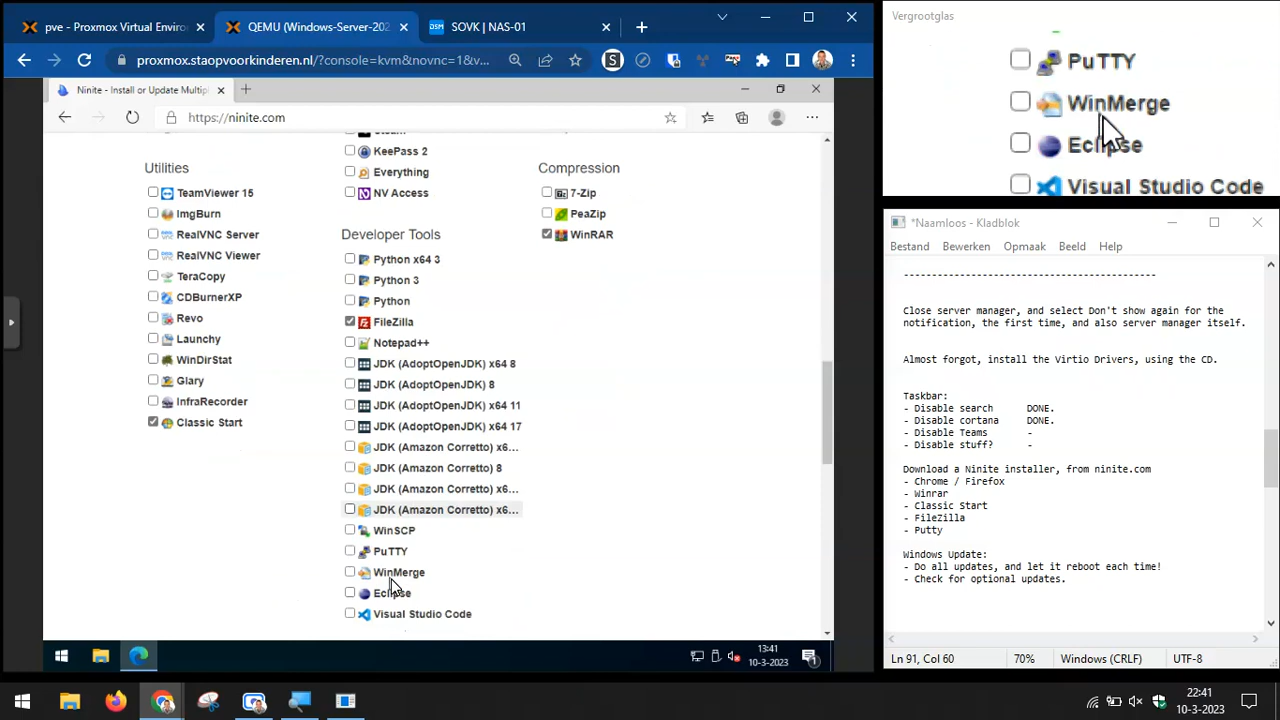 pve - Proxmox Virtual Enviro
QEMU (Windows-Server-202
SOVK | NAS-01
proxmox.staopvoorkinderen.nl/?console=kvm&novnc=1&v...
Ninite - Install or Update Multipl
https://ninite.com
Utilities
TeamViewer 15
ImgBurn
RealVNC Server
RealVNC Viewer
TeraCopy
CDBurnerXP
Revo
Launchy
WinDirStat
Glary
InfraRecorder
Classic Start
KeePass 2
Everything
NV Access
Developer Tools
Python x64 3
Python 3
Python
FileZilla
Notepad++
JDK (AdoptOpenJDK) x64 8
JDK (AdoptOpenJDK) 8
JDK (AdoptOpenJDK) x64 11
JDK (AdoptOpenJDK) x64 17
JDK (Amazon Corretto) x6...
JDK (Amazon Corretto) 8
JDK (Amazon Corretto) x6...
JDK (Amazon Corretto) x6...
WinSCP
PuTTY
WinMerge
Eclipse
Visual Studio Code
Compression
7-Zip
PeaZip
WinRAR
13:41
10-3-2023
Vergrootglas
PuTTY
WinMerge
Eclipse
Visual Studio Code
*Naamloos - Kladblok
Bestand Bewerken Opmaak Beeld Help
---------------------------------------------
Close server manager, and select Don't show again for the
notification, the first time, and also server manager itself.
Almost forgot, install the Virtio Drivers, using the CD.
Taskbar:
- Disable search DONE.
- Disable cortana DONE.
- Disable Teams -
- Disable stuff? -
Download a Ninite installer, from ninite.com
- Chrome / Firefox
- Winrar
- Classic Start
- FileZilla
- Putty
Windows Update:
- Do all updates, and let it reboot each time!
- Check for optional updates.
Ln 91, Col 60 70% Windows (CRLF) UTF-8
22:41
10-3-2023